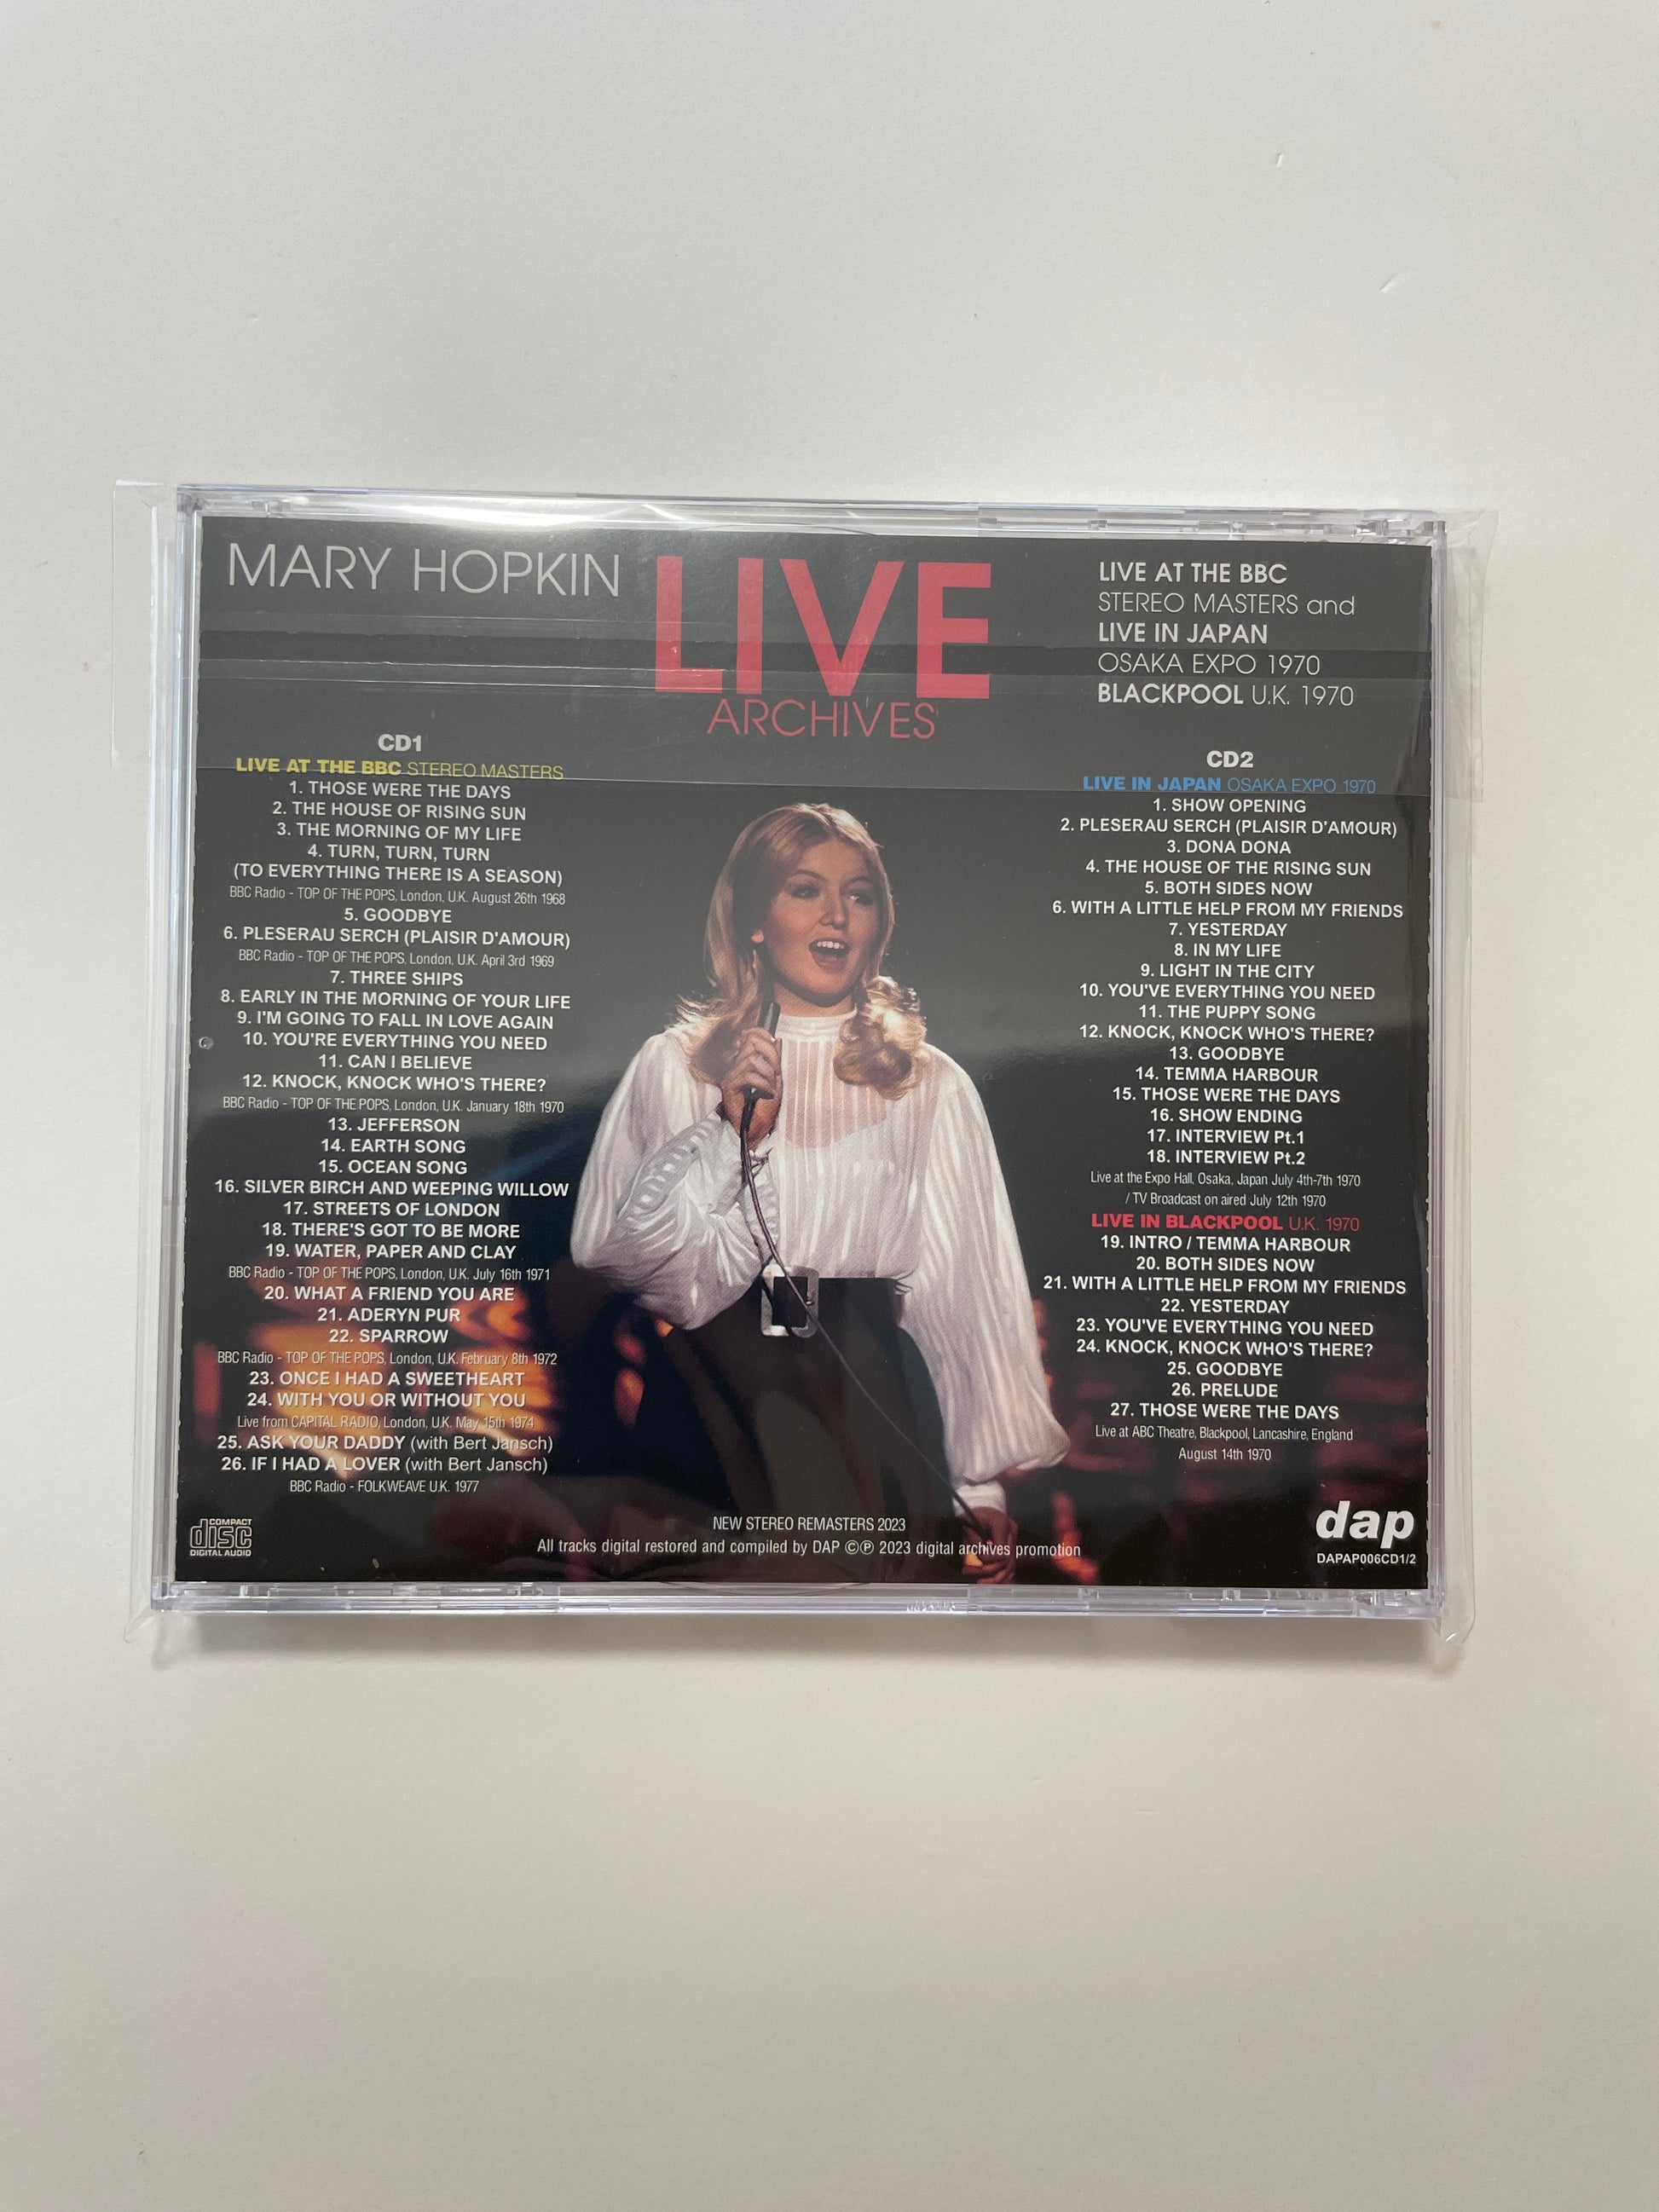 MARY HOPKIN
LIVE
ARCHIVES
LIVE AT THE BBC
STEREO MASTERS and
LIVE IN JAPAN
OSAKA EXPO 1970
BLACKPOOL U.K. 1970
CD1
LIVE AT THE BBC STEREO MASTERS
1. THOSE WERE THE DAYS
2. THE HOUSE OF RISING SUN
3. THE MORNING OF MY LIFE
4. TURN, TURN, TURN
(TO EVERYTHING THERE IS A SEASON)
BBC Radio - TOP OF THE POPS, London, U.K. August 26th 1968
5. GOODBYE
6. PLESERAU SERCH (PLAISIR D'AMOUR)
BBC Radio - TOP OF THE POPS, London, U.K. April 3rd 1969
7. THREE SHIPS
8. EARLY IN THE MORNING OF YOUR LIFE
9. I'M GOING TO FALL IN LOVE AGAIN
10. YOU'RE EVERYTHING YOU NEED
11. CAN I BELIEVE
12. KNOCK, KNOCK WHO'S THERE?
BBC Radio - TOP OF THE POPS, London, U.K. January 18th 1970
13. JEFFERSON
14. EARTH SONG
15. OCEAN SONG
16. SILVER BIRCH AND WEEPING WILLOW
17. STREETS OF LONDON
18. THERE'S GOT TO BE MORE
19. WATER, PAPER AND CLAY
BBC Radio - TOP OF THE POPS, London, U.K. July 16th 1971
20. WHAT A FRIEND YOU ARE
21. ADERYN PUR
22. SPARROW
BBC Radio - TOP OF THE POPS, London, U.K. February 8th 1972
23. ONCE I HAD A SWEETHEART
24. WITH YOU OR WITHOUT YOU
Live from CAPITAL RADIO, London, U.K. May 15th 1974
25. ASK YOUR DADDY (with Bert Jansch)
26. IF I HAD A LOVER (with Bert Jansch)
BBC Radio - FOLKWEAVE U.K. 1977
CD2
LIVE IN JAPAN OSAKA EXPO 1970
1. SHOW OPENING
2. PLESERAU SERCH (PLAISIR D'AMOUR)
3. DONA DONA
4. THE HOUSE OF THE RISING SUN
5. BOTH SIDES NOW
6. WITH A LITTLE HELP FROM MY FRIENDS
7. YESTERDAY
8. IN MY LIFE
9. LIGHT IN THE CITY
10. YOU'VE EVERYTHING YOU NEED
11. THE PUPPY SONG
12. KNOCK, KNOCK WHO'S THERE?
13. GOODBYE
14. TEMMA HARBOUR
15. THOSE WERE THE DAYS
16. SHOW ENDING
17. INTERVIEW Pt.1
18. INTERVIEW Pt.2
Live at the Expo Hall, Osaka, Japan July 4th-7th 1970
/ TV Broadcast on aired July 12th 1970
LIVE IN BLACKPOOL U.K. 1970
19. INTRO / TEMMA HARBOUR
20. BOTH SIDES NOW
21. WITH A LITTLE HELP FROM MY FRIENDS
22. YESTERDAY
23. YOU'VE EVERYTHING YOU NEED
24. KNOCK, KNOCK WHO'S THERE?
25. GOODBYE
26. PRELUDE
27. THOSE WERE THE DAYS
Live at ABC Theatre, Blackpool, Lancashire, England
August 14th 1970
COMPACT
disc
DIGITAL AUDIO
NEW STEREO REMASTERS 2023
All tracks digital restored and compiled by DAP ©℗ 2023 digital archives promotion
dap
DAPAP006CD1/2